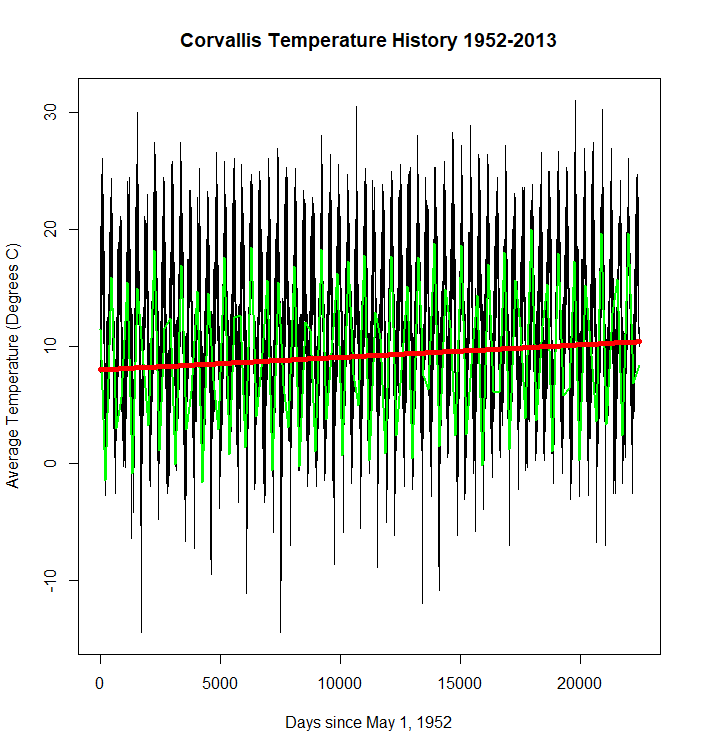 Corvallis Temperature History 1952-2013
Average Temperature (Degrees C)
30
20
10
0
-10
0 5000 10000 15000 20000
Days since May 1, 1952